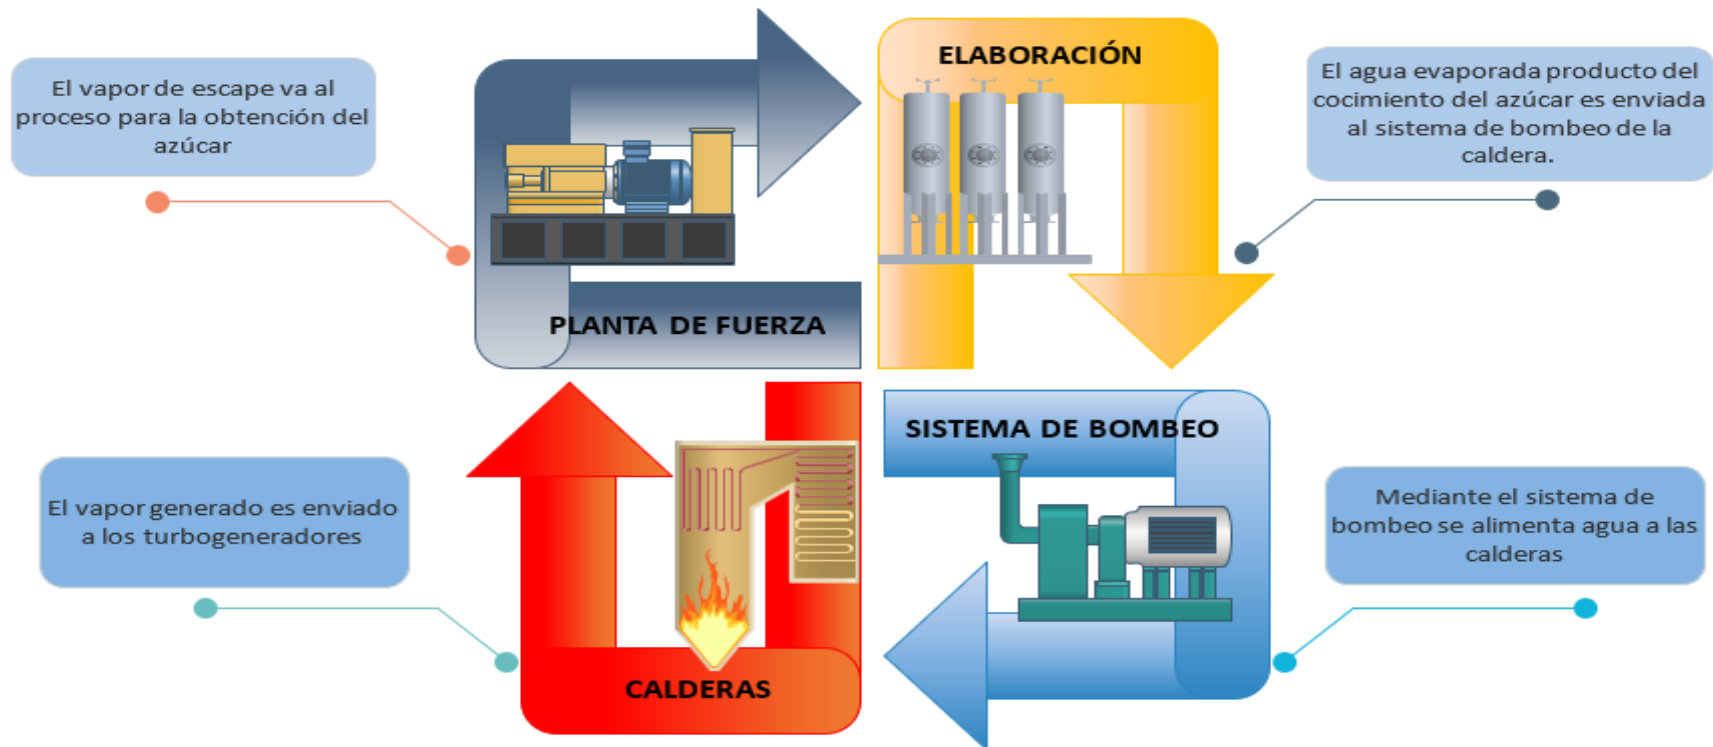 El vapor de escape va al
proceso para la obtención del
azúcar
PLANTA DE FUERZA
ELABORACIÓN
El agua evaporada producto del
cocimiento del azúcar es enviada
al sistema de bombeo de la
caldera.
El vapor generado es enviado
a los turbogeneradores
CALDERAS
SISTEMA DE BOMBEO
Mediante el sistema de
bombeo se alimenta agua a las
calderas